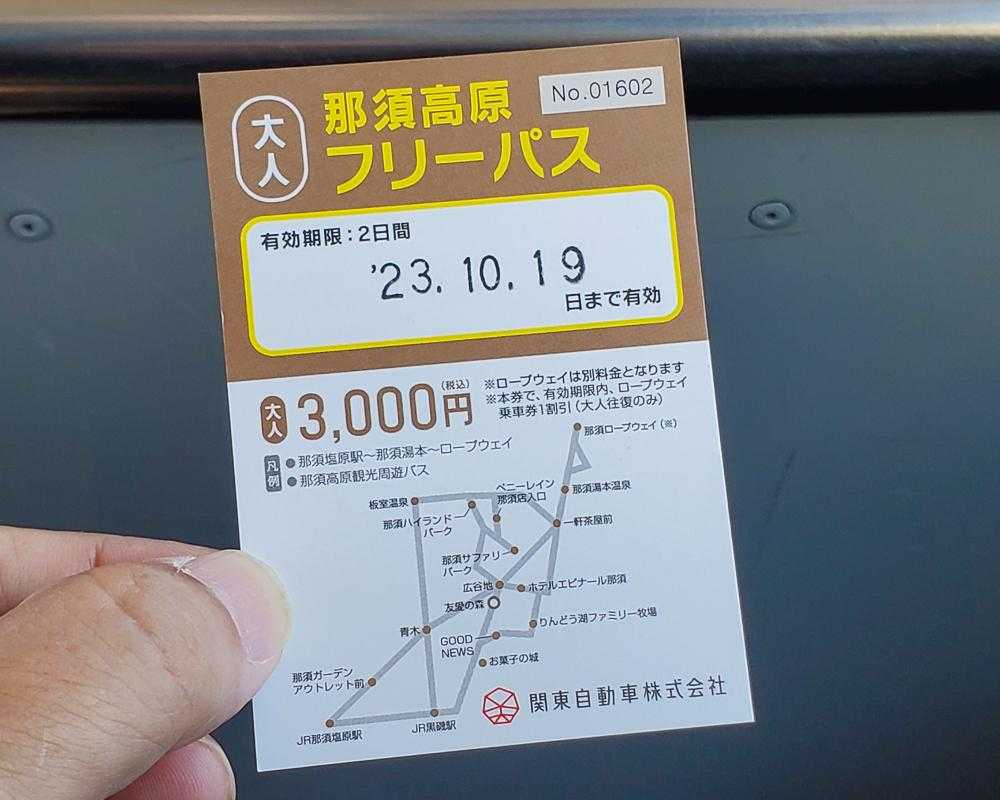 大人
那須高原
フリーパス
No.01602
有効期限：2日間
'23.10.19
日まで有効
大人 3,000円（税込）
※ロープウェイは別料金となります
※本券で、有効期限内、ロープウェイ
乗車券1割引（大人往復のみ）
凡例
●那須塩原駅～那須湯本～ロープウェイ
●那須高原観光周遊バス
那須ロープウェイ（※）
板室温泉
ペニーレイン
那須店入口
那須湯本温泉
那須ハイランド
パーク
一軒茶屋前
那須サファリ
パーク
広谷地
ホテルエピナール那須
友愛の森
りんどう湖ファミリー牧場
青木
GOOD
NEWS
お菓子の城
那須ガーデン
アウトレット前
JR那須塩原駅
JR黒磯駅
関東自動車株式会社